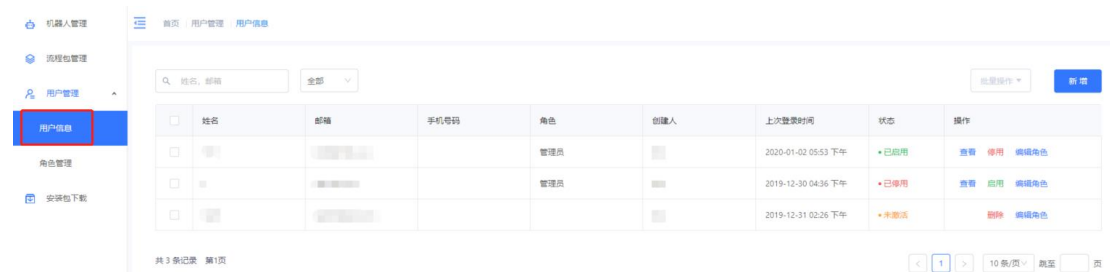 机器人管理
首页 用户管理 用户信息
流程包管理
用户管理
用户信息
角色管理
安装包下载
姓名、邮箱
全部
批量操作
新增
姓名 邮箱 手机号码 角色 创建人 上次登录时间 状态 操作
管理员 2020-01-02 05:53 下午 已启用 查看 停用 编辑角色
管理员 2019-12-30 04:36 下午 已停用 查看 启用 编辑角色
2019-12-31 02:26 下午 未激活 删除 编辑角色
共 3 条记录 第1页
< 1 > 10 条/页 跳至 页